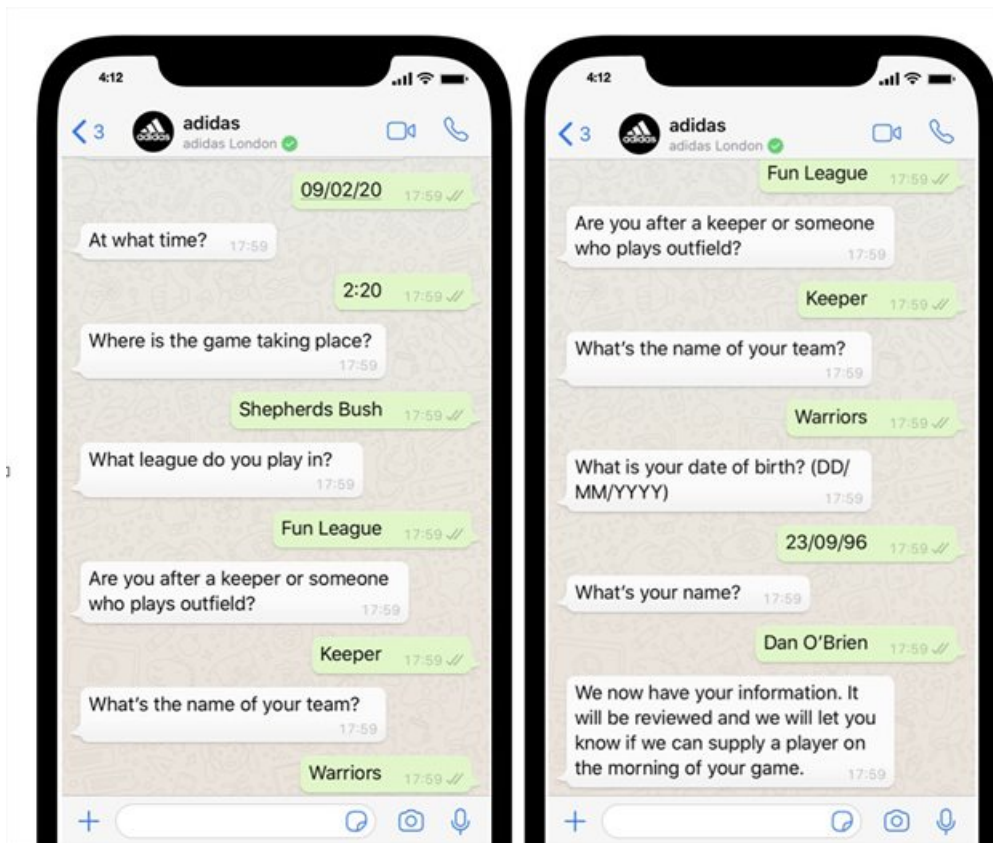 4:12
3
adidas
adidas
adidas London
09/02/20 17:59
At what time? 17:59
2:20 17:59
Where is the game taking place?
17:59
Shepherds Bush 17:59
What league do you play in?
17:59
Fun League 17:59
Are you after a keeper or someone
who plays outfield? 17:59
Keeper 17:59
What's the name of your team?
17:59
Warriors 17:59
4:12
3
adidas
adidas
adidas London
Fun League 17:59
Are you after a keeper or someone
who plays outfield? 17:59
Keeper 17:59
What's the name of your team?
17:59
Warriors 17:59
What is your date of birth? (DD/
MM/YYYY) 17:59
23/09/96 17:59
What's your name? 17:59
Dan O'Brien 17:59
We now have your information. It
will be reviewed and we will let you
know if we can supply a player on
the morning of your game. 17:59